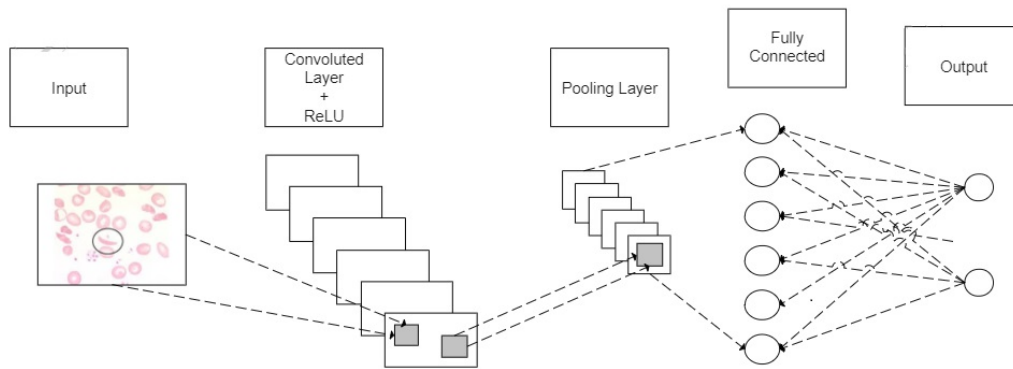 Input
Convoluted
Layer
+
ReLU
Pooling Layer
Fully
Connected
Output